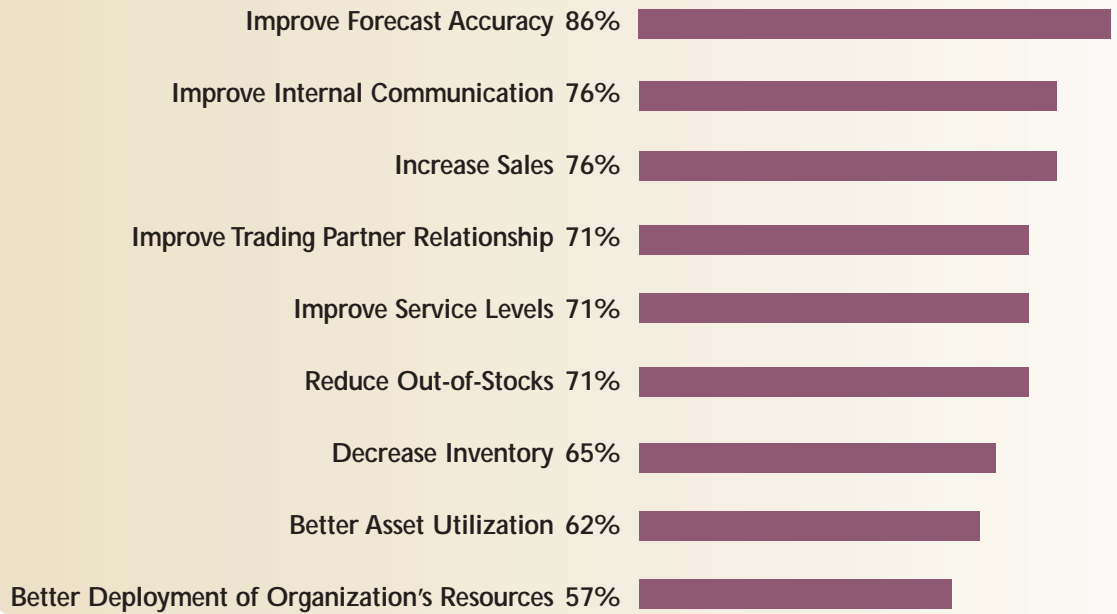 Improve Forecast Accuracy 86%
Improve Internal Communication 76%
Increase Sales 76%
Improve Trading Partner Relationship 71%
Improve Service Levels 71%
Reduce Out-of-Stocks 71%
Decrease Inventory 65%
Better Asset Utilization 62%
Better Deployment of Organization's Resources 57%